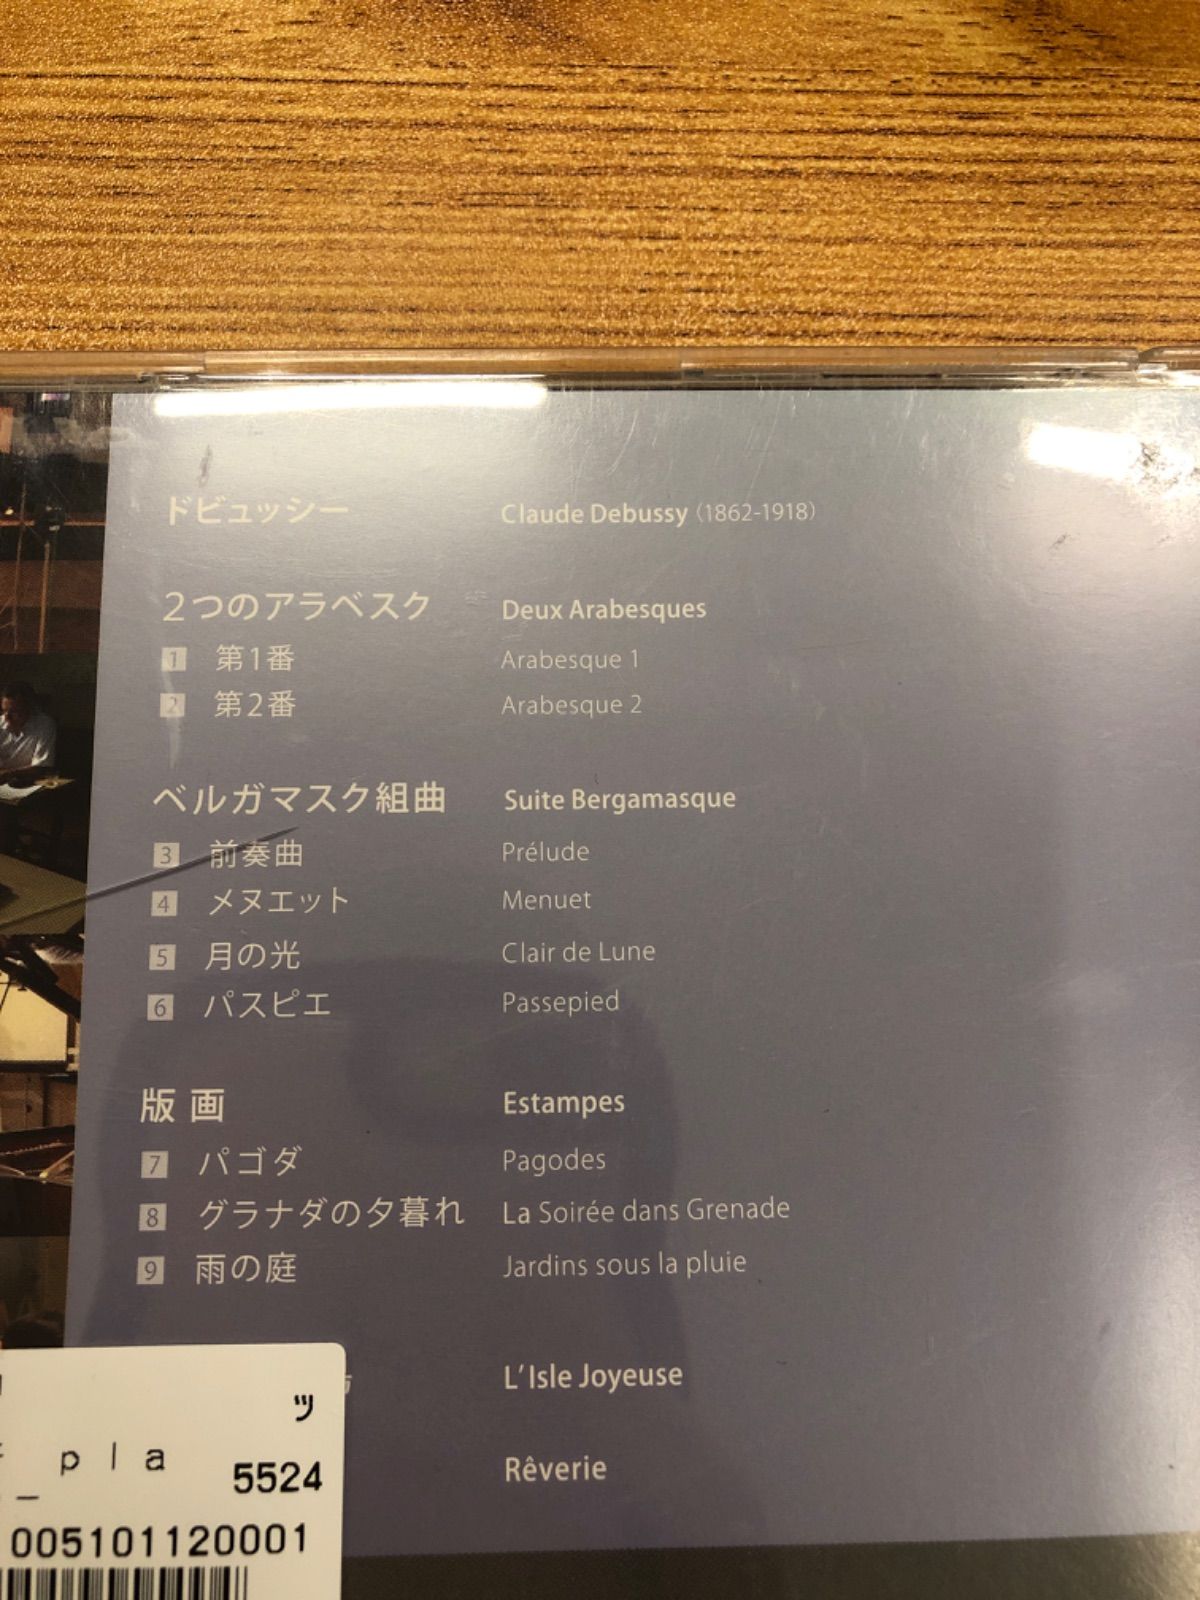 ドビュッシー Claude Debussy (1862-1918)
2つのアラベスク Deux Arabesques
1 第1番 Arabesque 1
2 第2番 Arabesque 2
ベルガマスク組曲 Suite Bergamasque
3 前奏曲 Prélude
4 メヌエット Menuet
5 月の光 Clair de Lune
6 パスピエ Passepied
版画 Estampes
7 パゴダ Pagodes
8 グラナダの夕暮れ La Soirée dans Grenade
9 雨の庭 Jardins sous la pluie
L'Isle Joyeuse
Rêverie
ツ
pla
5524
005101120001